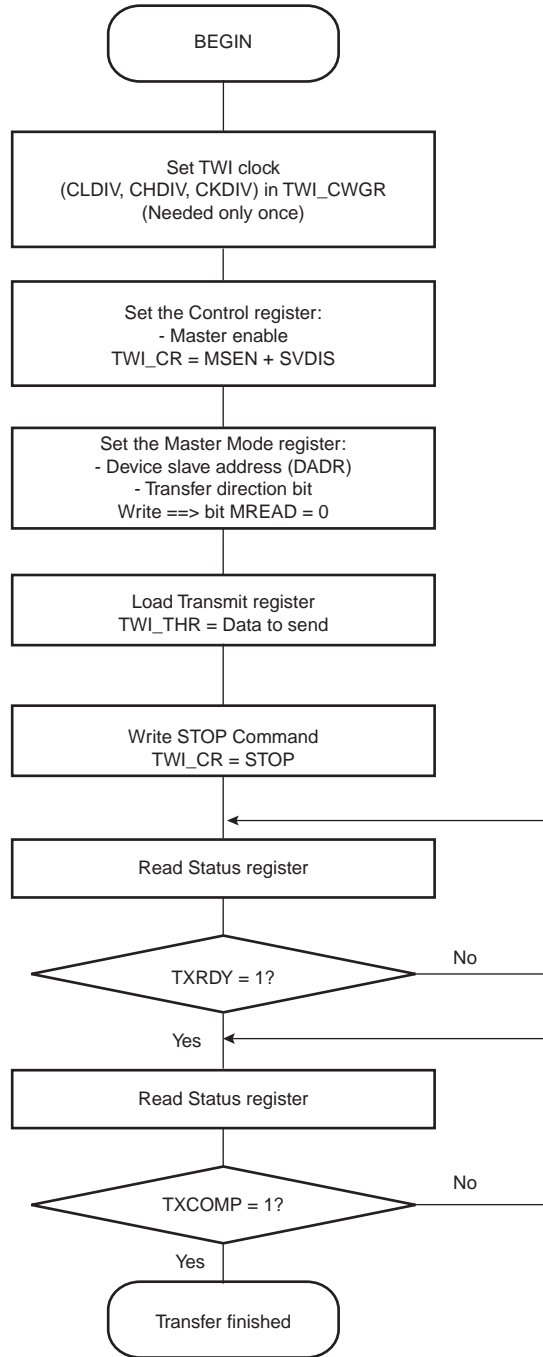 BEGIN
Set TWI clock
(CLDIV, CHDIV, CKDIV) in TWI_CWGR
(Needed only once)
Set the Control register:
- Master enable
TWI_CR = MSEN + SVDIS
Set the Master Mode register:
- Device slave address (DADR)
- Transfer direction bit
Write ==> bit MREAD = 0
Load Transmit register
TWI_THR = Data to send
Write STOP Command
TWI_CR = STOP
Read Status register
No
TXRDY = 1?
Yes
Read Status register
No
TXCOMP = 1?
Yes
Transfer finished